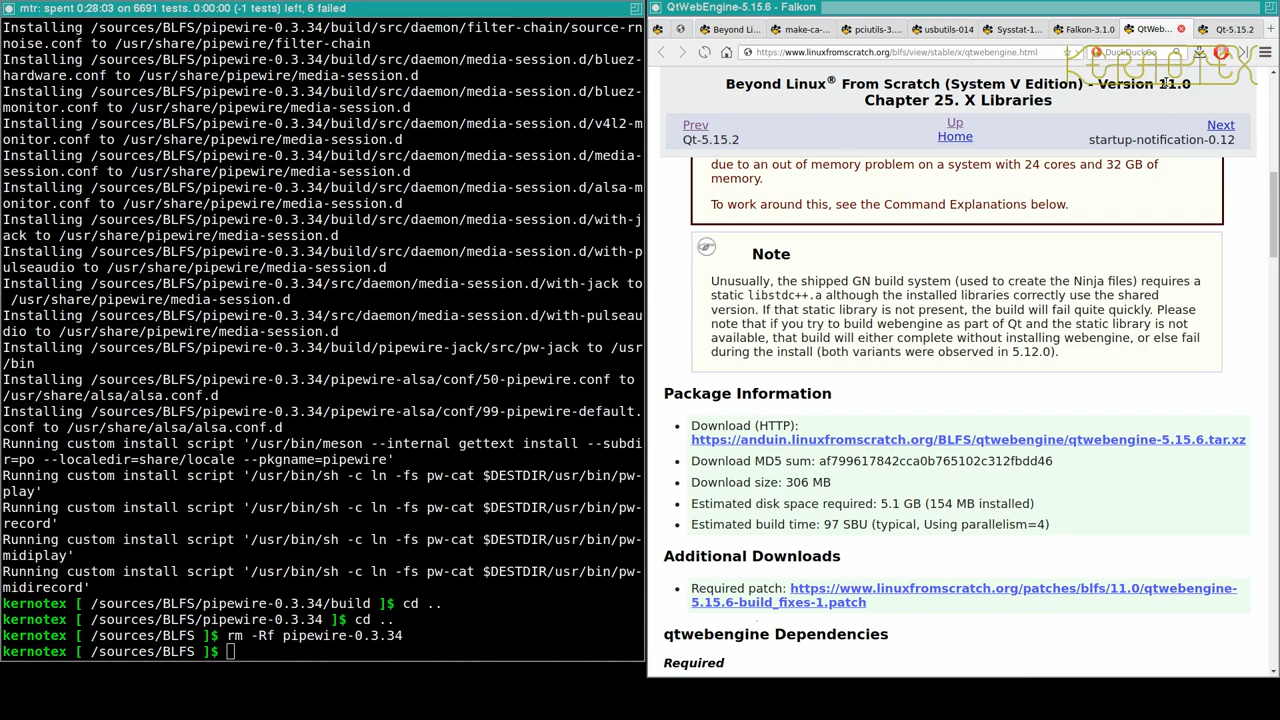 mtr: spent 0:28:03 on 6691 tests. 0:00:00 (-1 tests) left, 6 failed
Installing /sources/BLFS/pipewire-0.3.34/build/src/daemon/filter-chain/source-rn
noise.conf to /usr/share/pipewire/filter-chain
Installing /sources/BLFS/pipewire-0.3.34/build/src/daemon/media-session.d/bluez-
hardware.conf to /usr/share/pipewire/media-session.d
Installing /sources/BLFS/pipewire-0.3.34/build/src/daemon/media-session.d/bluez-
monitor.conf to /usr/share/pipewire/media-session.d
Installing /sources/BLFS/pipewire-0.3.34/build/src/daemon/media-session.d/v4l2-m
onitor.conf to /usr/share/pipewire/media-session.d
Installing /sources/BLFS/pipewire-0.3.34/build/src/daemon/media-session.d/media-
session.conf to /usr/share/pipewire/media-session.d
Installing /sources/BLFS/pipewire-0.3.34/build/src/daemon/media-session.d/alsa-m
onitor.conf to /usr/share/pipewire/media-session.d
Installing /sources/BLFS/pipewire-0.3.34/build/src/daemon/media-session.d/with-j
ack to /usr/share/pipewire/media-session.d
Installing /sources/BLFS/pipewire-0.3.34/build/src/daemon/media-session.d/with-p
ulseaudio to /usr/share/pipewire/media-session.d
Installing /sources/BLFS/pipewire-0.3.34/src/daemon/media-session.d/with-jack to
/usr/share/pipewire/media-session.d
Installing /sources/BLFS/pipewire-0.3.34/src/daemon/media-session.d/with-pulseau
dio to /usr/share/pipewire/media-session.d
Installing /sources/BLFS/pipewire-0.3.34/build/pipewire-jack/src/pw-jack to /usr
/bin
Installing /sources/BLFS/pipewire-0.3.34/pipewire-alsa/conf/50-pipewire.conf to
/usr/share/alsa/alsa.conf.d
Installing /sources/BLFS/pipewire-0.3.34/pipewire-alsa/conf/99-pipewire-default.
conf to /usr/share/alsa/alsa.conf.d
Running custom install script '/usr/bin/meson --internal gettext install --subdi
r=po --localedir=share/locale --pkgname=pipewire'
Running custom install script '/usr/bin/sh -c ln -fs pw-cat $DESTDIR/usr/bin/pw-
play'
Running custom install script '/usr/bin/sh -c ln -fs pw-cat $DESTDIR/usr/bin/pw-
record'
Running custom install script '/usr/bin/sh -c ln -fs pw-cat $DESTDIR/usr/bin/pw-
midiplay'
Running custom install script '/usr/bin/sh -c ln -fs pw-cat $DESTDIR/usr/bin/pw-
midirecord'
kernotex [ /sources/BLFS/pipewire-0.3.34/build ]$ cd ..
kernotex [ /sources/BLFS/pipewire-0.3.34 ]$ cd ..
kernotex [ /sources/BLFS ]$ rm -Rf pipewire-0.3.34
kernotex [ /sources/BLFS ]$
QtWebEngine-5.15.6 - Falkon
Beyond Li... make-ca-... pciutils-3... usbutils-014 Sysstat-1... Falkon-3.1.0 QtWeb... Qt-5.15.2
https://www.linuxfromscratch.org/blfs/view/stable/x/qtwebengine.html DuckDuckGo
KERNOTEX
Beyond Linux® From Scratch (System V Edition) - Version 11.0
Chapter 25. X Libraries
Prev Up Next
Qt-5.15.2 Home startup-notification-0.12
due to an out of memory problem on a system with 24 cores and 32 GB of
memory.
To work around this, see the Command Explanations below.
Note
Unusually, the shipped GN build system (used to create the Ninja files) requires a
static libstdc++.a although the installed libraries correctly use the shared
version. If that static library is not present, the build will fail quite quickly. Please
note that if you try to build webengine as part of Qt and the static library is not
available, that build will either complete without installing webengine, or else fail
during the install (both variants were observed in 5.12.0).
Package Information
Download (HTTP):
https://anduin.linuxfromscratch.org/BLFS/qtwebengine/qtwebengine-5.15.6.tar.xz
Download MD5 sum: af799617842cca0b765102c312fbdd46
Download size: 306 MB
Estimated disk space required: 5.1 GB (154 MB installed)
Estimated build time: 97 SBU (typical, Using parallelism=4)
Additional Downloads
Required patch: https://www.linuxfromscratch.org/patches/blfs/11.0/qtwebengine-
5.15.6-build_fixes-1.patch
qtwebengine Dependencies
Required